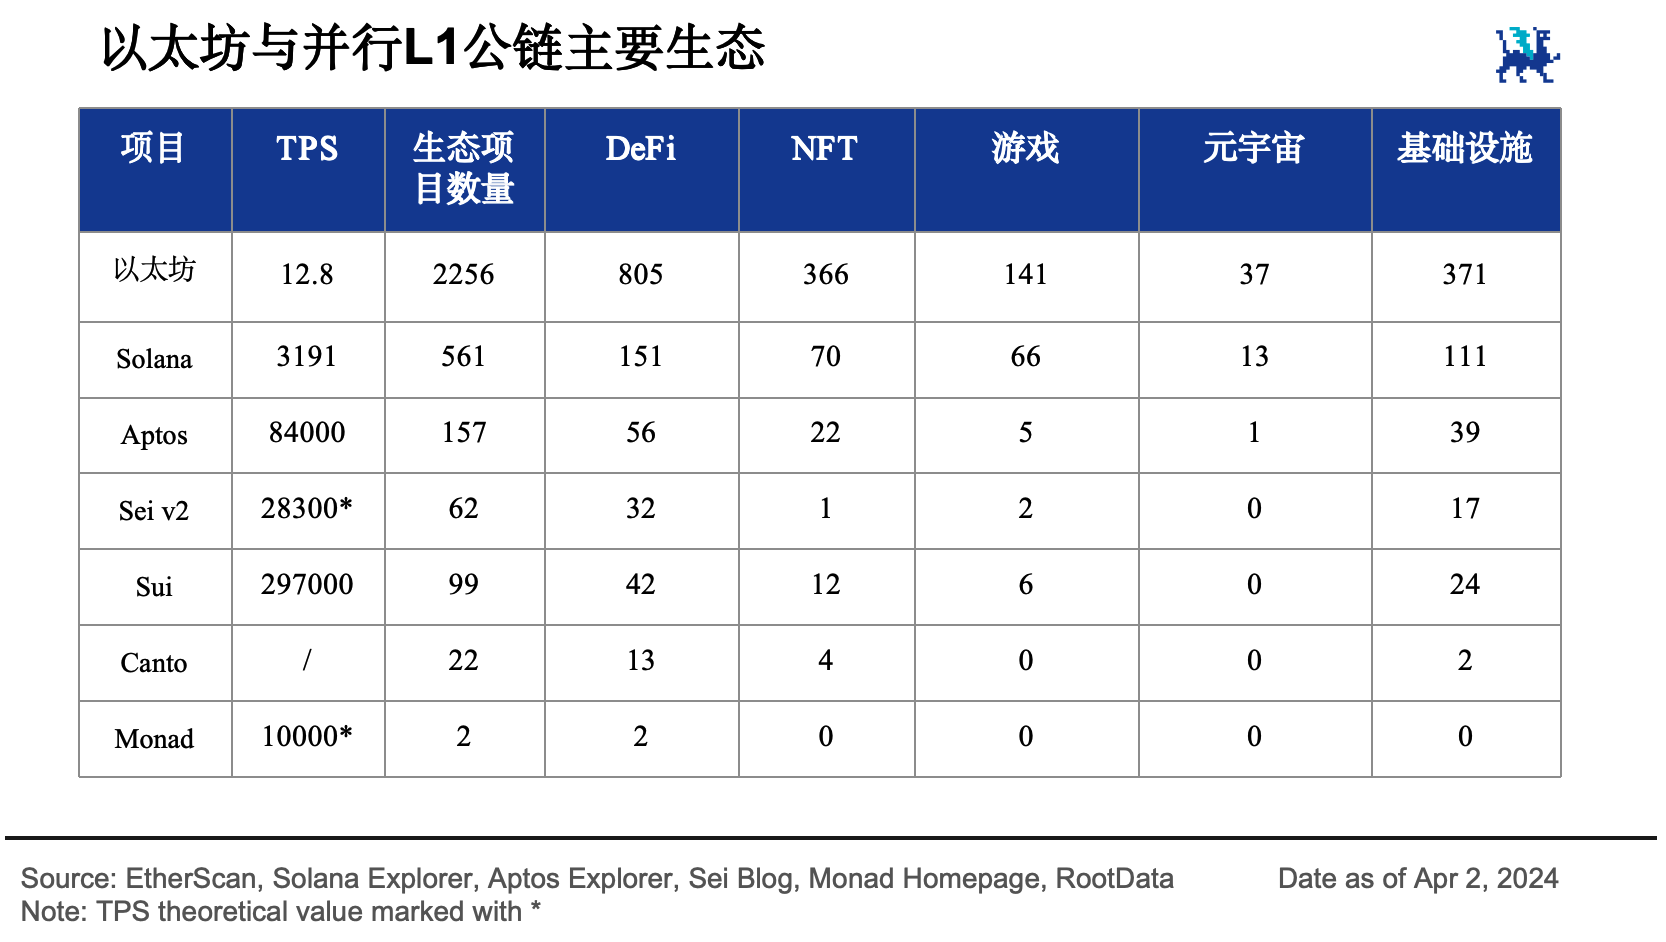 以太坊与并行L1公链主要生态
项目 TPS 生态项目数量 DeFi NFT 游戏 元宇宙 基础设施
以太坊 12.8 2256 805 366 141 37 371
Solana 3191 561 151 70 66 13 111
Aptos 84000 157 56 22 5 1 39
Sei v2 28300* 62 32 1 2 0 17
Sui 297000 99 42 12 6 0 24
Canto / 22 13 4 0 0 2
Monad 10000* 2 2 0 0 0 0
Source: EtherScan, Solana Explorer, Aptos Explorer, Sei Blog, Monad Homepage, RootData Date as of Apr 2, 2024
Note: TPS theoretical value marked with *